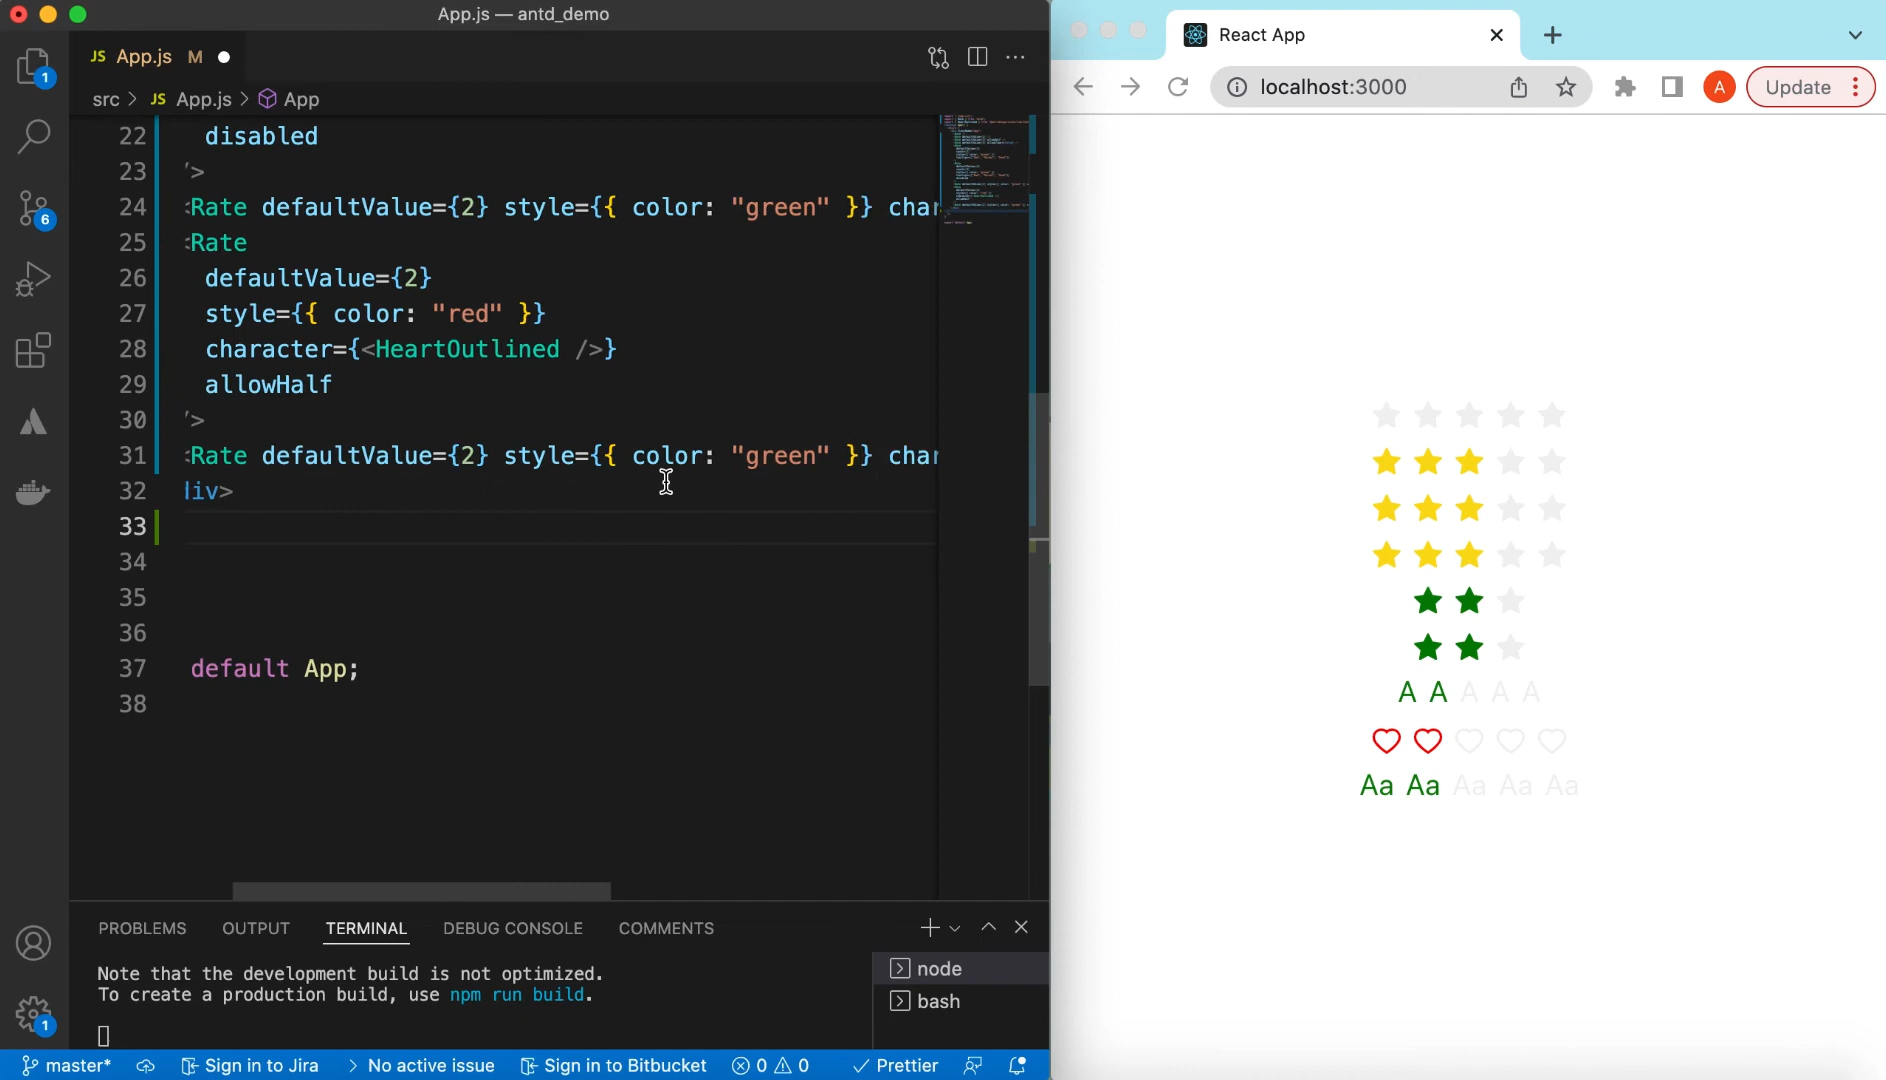 App.js — antd_demo
JS App.js M
src > JS App.js > App
22 disabled
23 />
24 <Rate defaultValue={2} style={{ color: "green" }} char
25 <Rate
26 defaultValue={2}
27 style={{ color: "red" }}
28 character={<HeartOutlined />}
29 allowHalf
30 />
31 <Rate defaultValue={2} style={{ color: "green" }} char
32 div>
33
34
35
36
37 default App;
38
PROBLEMS OUTPUT TERMINAL DEBUG CONSOLE COMMENTS
Note that the development build is not optimized.
To create a production build, use npm run build.
node
bash
1
6
1
master* Sign in to Jira > No active issue Sign in to Bitbucket 0 0 Prettier
React App
localhost:3000
A
Update
A A A A A
Aa Aa Aa Aa Aa